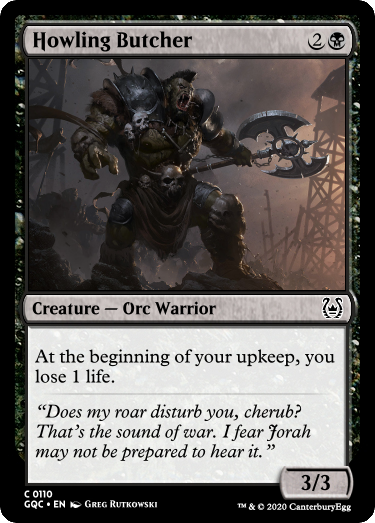 Howling Butcher 2
Creature — Orc Warrior
At the beginning of your upkeep, you
lose 1 life.
“Does my roar disturb you, cherub?
That’s the sound of war. I fear Jorah
may not be prepared to hear it.”
3/3
C 0110
GQC • EN Greg Rutkowski
™ & © 2020 CanterburyEgg